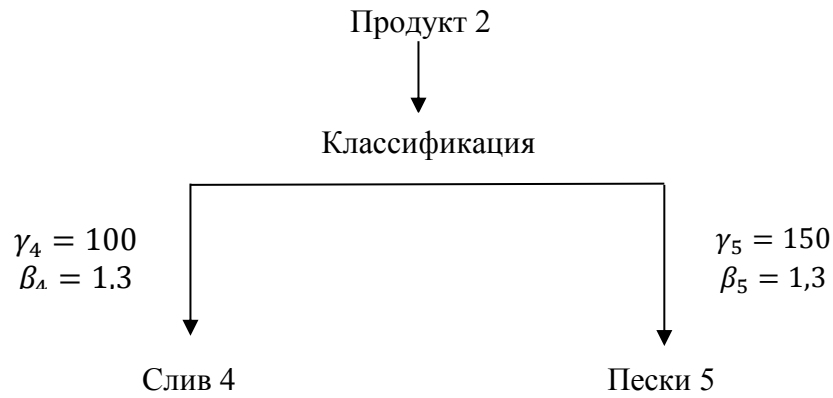 Продукт 2
Классификация
γ₄ = 100
β₄ = 1,3
γ₅ = 150
β₅ = 1,3
Слив 4
Пески 5